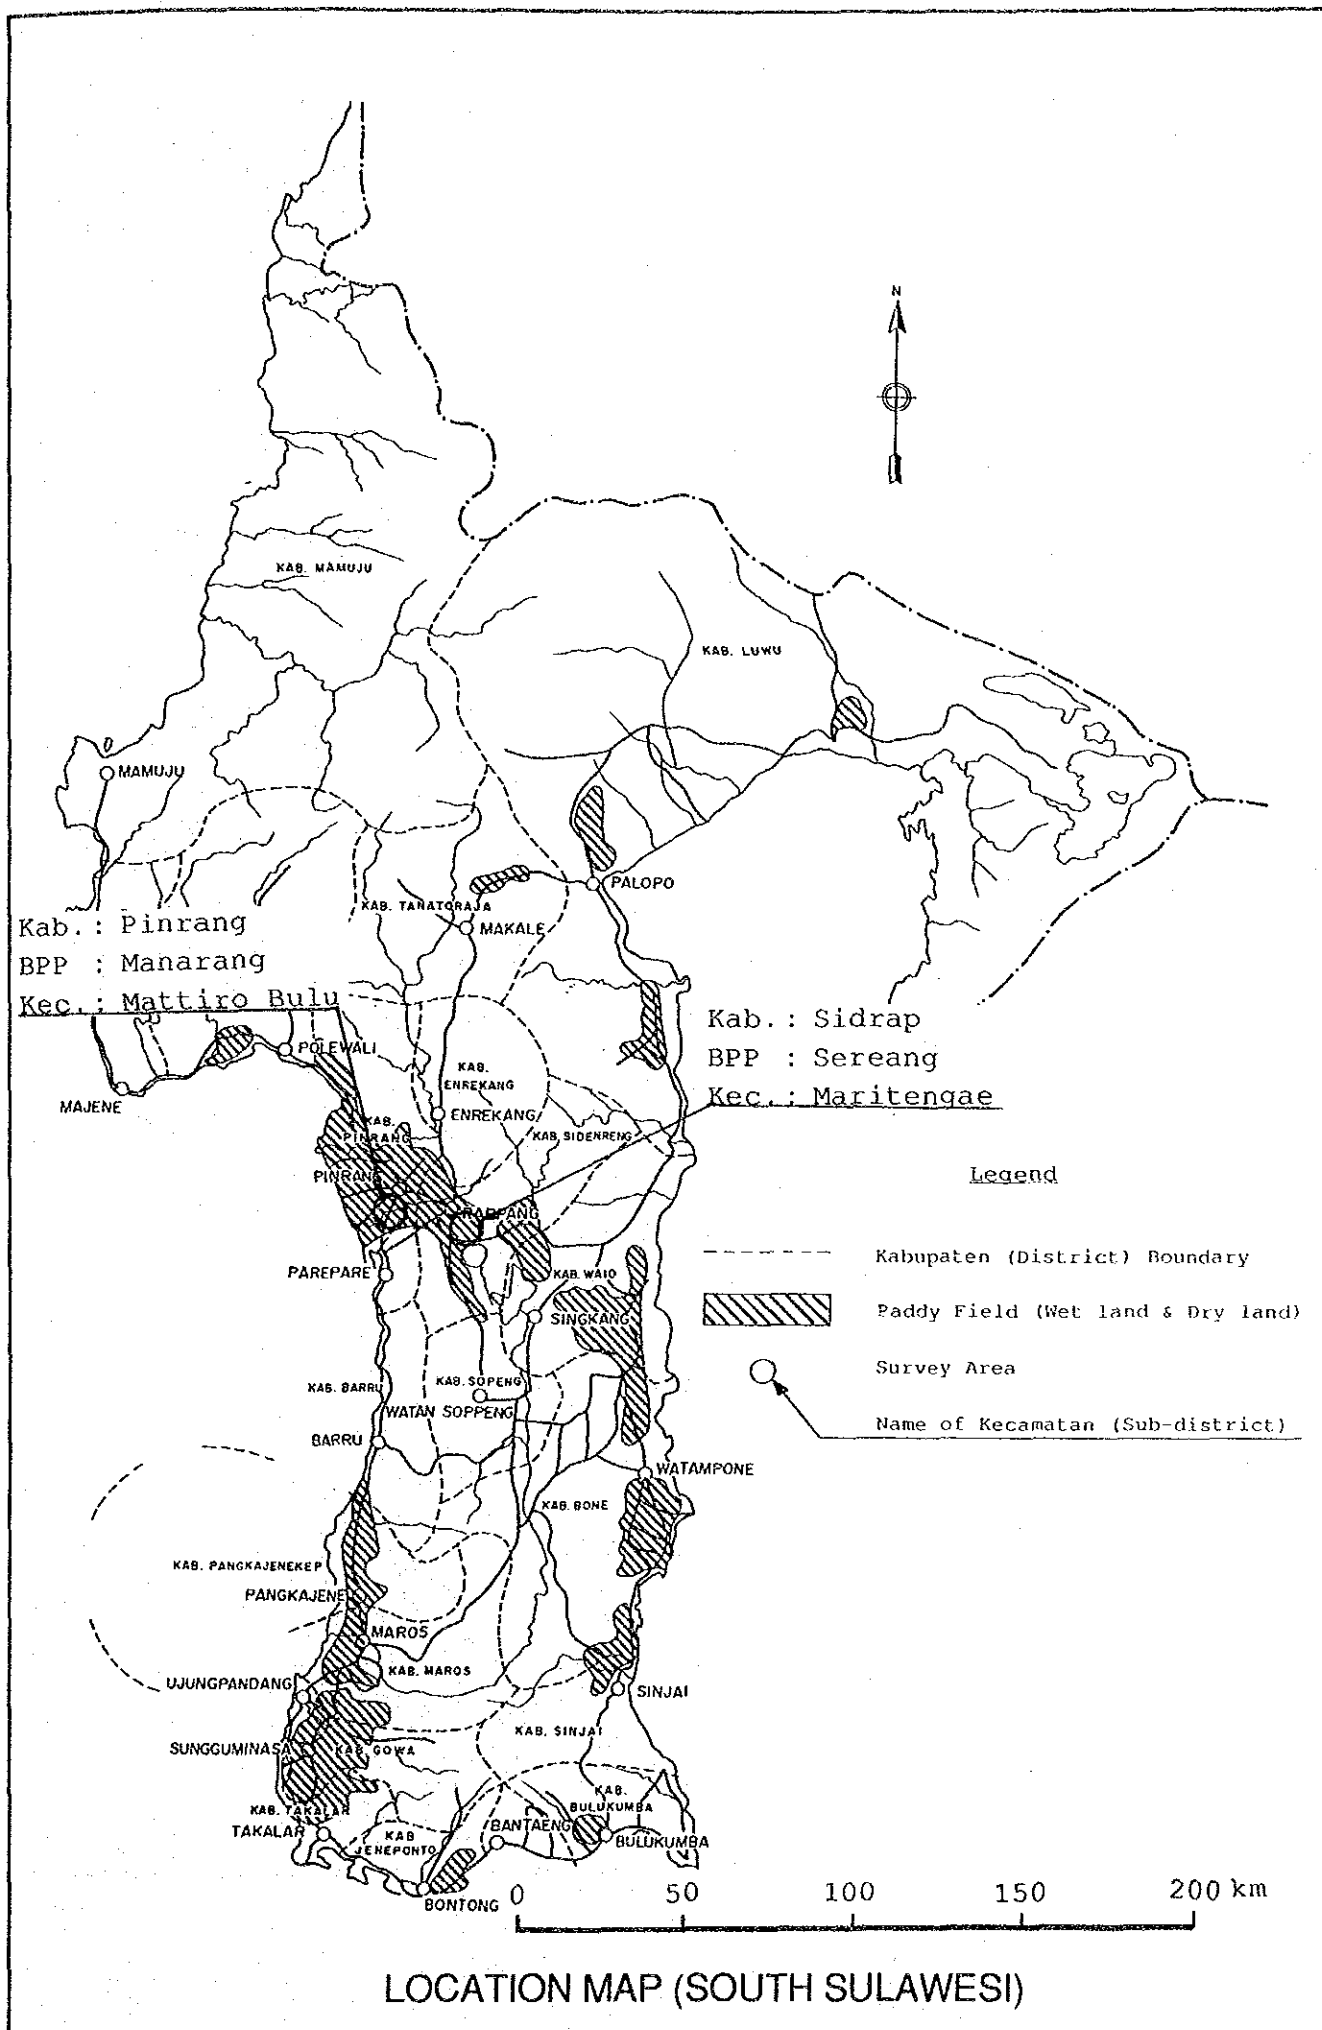 N
KAB. MAMUJU
KAB. LUWU
MAMUJU
PALOPO
KAB. TANATORAJA
MAKALE
Kab.: Pinrang
BPP : Manarang
Kec.: Mattiro Bulu
Kab.: Sidrap
BPP : Sereang
Kec.: Maritengae
POLEWALI
MAJENE
KAB.
ENREKANG
ENREKANG
KAB.
PINRANG
KAB. SIDENRENG
PINRANG
RAPPANG
Legend
Kabupaten (District) Boundary
Paddy Field (Wet land & Dry land)
Survey Area
Name of Kecamatan (Sub-district)
PAREPARE
KAB. WAJO
SINGKANG
KAB. BARRU
KAB. SOPENG
WATAN SOPPENG
BARRU
WATAMPONE
KAB. BONE
KAB. PANGKAJENEKEP
PANGKAJENE
MAROS
KAB. MAROS
UJUNGPANDANG
SINJAI
KAB. SINJAI
SUNGGUMINASA
KAB. GOWA
KAB. TAKALAR
TAKALAR
KAB
JENEPONTO
BANTAENG
KAB.
BULUKUMBA
BULUKUMBA
BONTONG
0 50 100 150 200 km
LOCATION MAP (SOUTH SULAWESI)